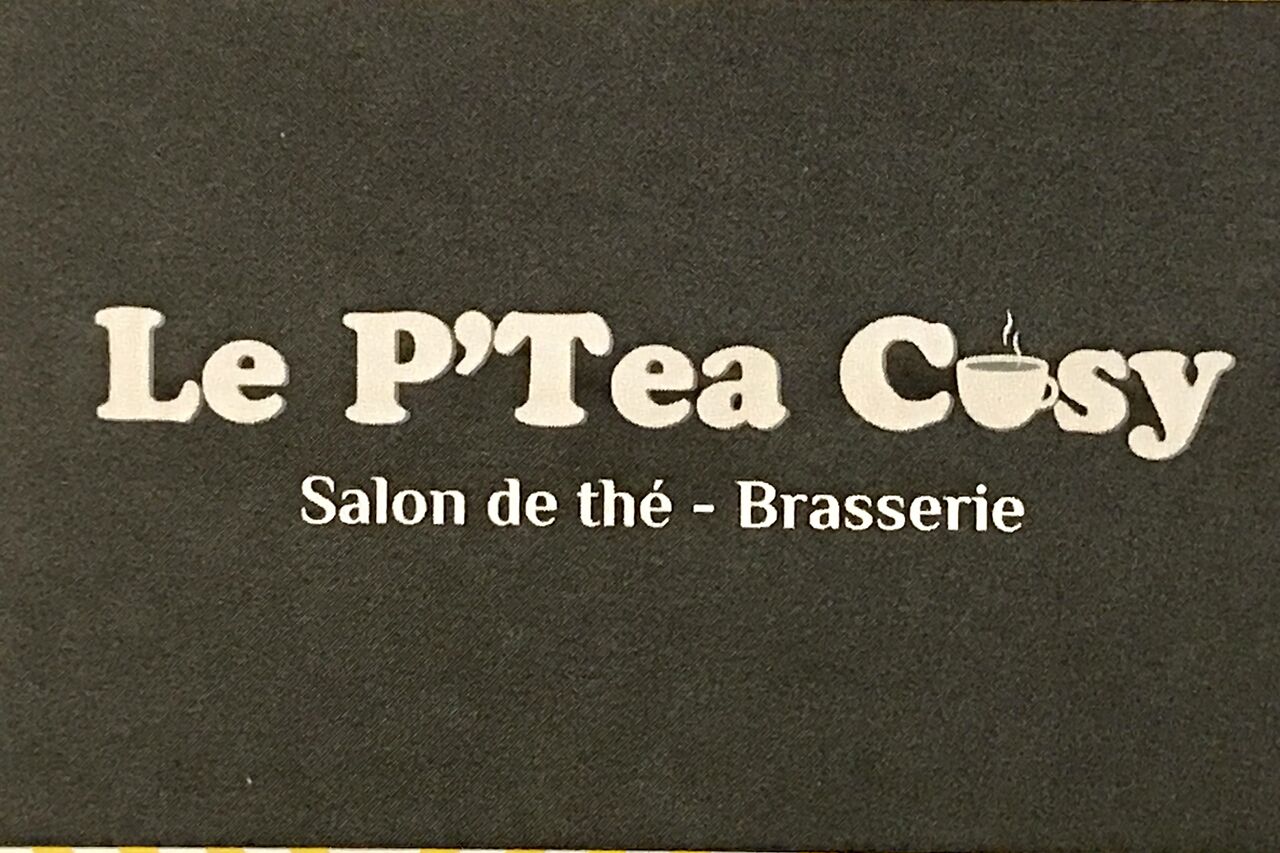 Le P'Tea Cosy
Salon de thé - Brasserie